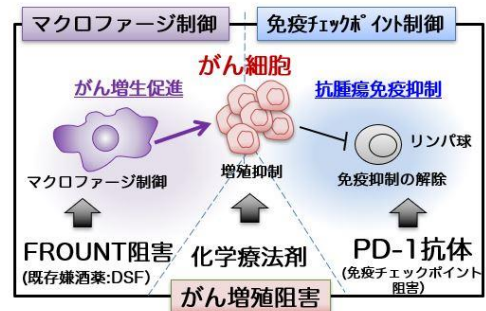 マクロファージ制御
免疫ﾁｪｯｸﾎﾟｲﾝﾄ制御
がん細胞
がん増生促進
抗腫瘍免疫抑制
リンパ球
マクロファージ制御
増殖抑制
免疫抑制の解除
FROUNT阻害
(既存嫌酒薬:DSF)
化学療法剤
PD-1抗体
(免疫チェックポイント
阻害)
がん増殖阻害